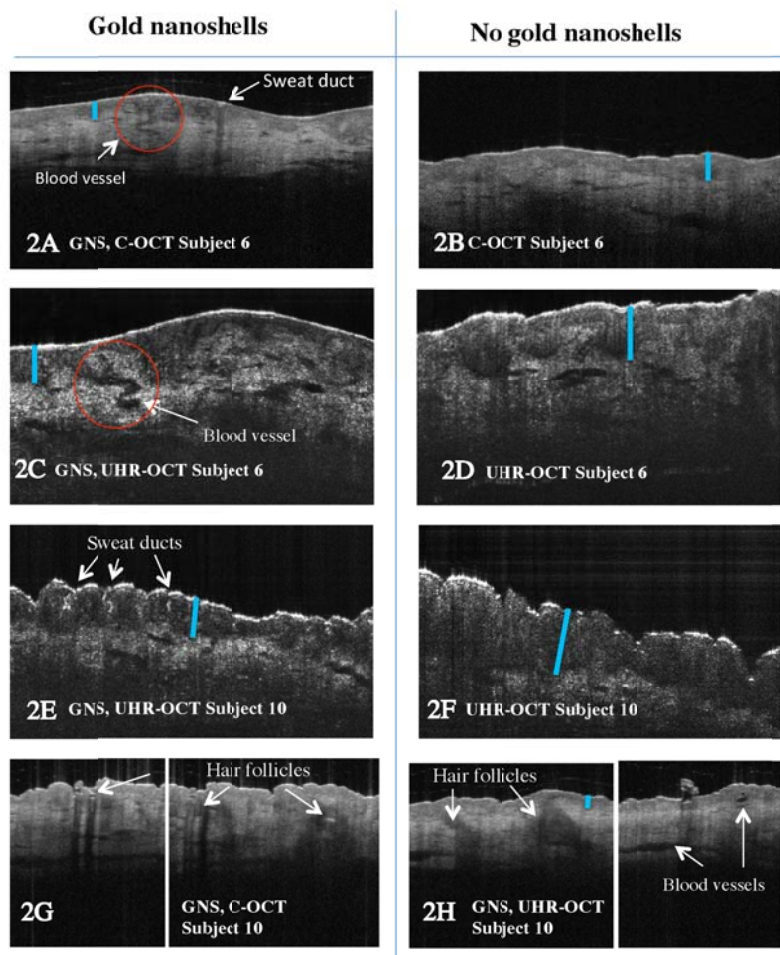 Gold nanoshells
No gold nanoshells
Sweat duct
Blood vessel
2A GNS, C-OCT Subject 6
2B C-OCT Subject 6
Blood vessel
2C GNS, UHR-OCT Subject 6
2D UHR-OCT Subject 6
Sweat ducts
2E GNS, UHR-OCT Subject 10
2F UHR-OCT Subject 10
Hair follicles
2G GNS, C-OCT
Subject 10
Hair follicles
Blood vessels
2H GNS, UHR-OCT
Subject 10